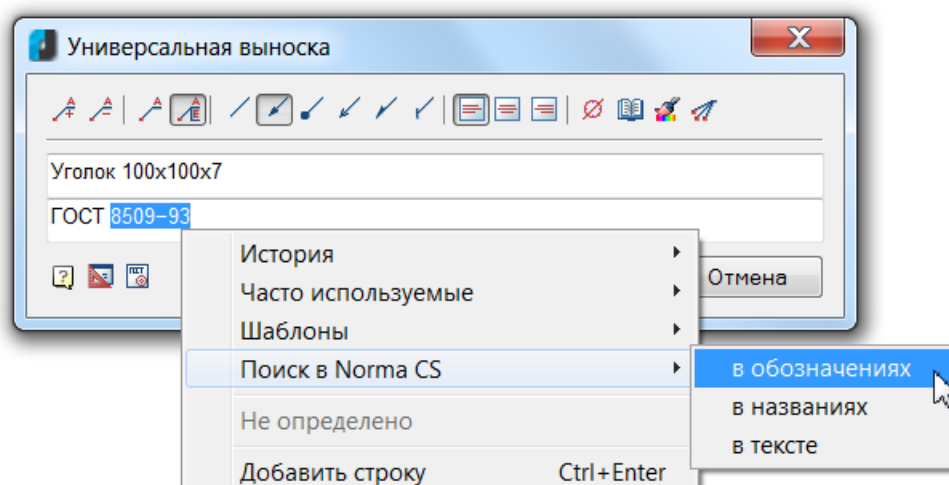 Универсальная выноска
Уголок 100x100x7
ГОСТ 8509-93
История
Часто используемые
Отмена
Шаблоны
Поиск в Norma CS
в обозначениях
в названиях
Не определено
в тексте
Добавить строку Ctrl+Enter